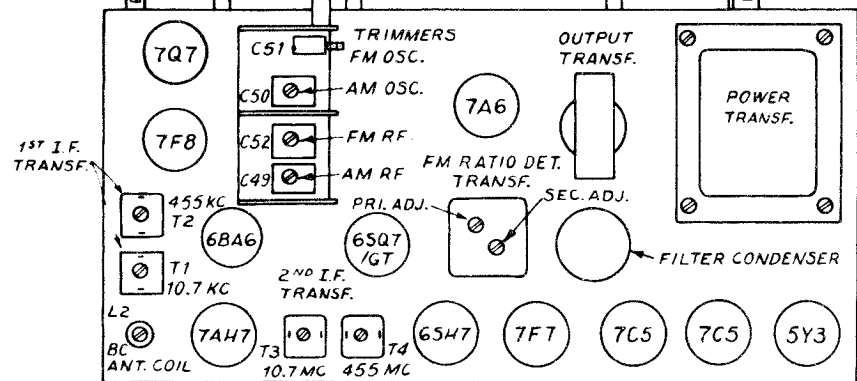 7Q7
C51
TRIMMERS
FM OSC.
OUTPUT
TRANSF.
C50
AM OSC.
7A6
POWER
TRANSF.
7F8
C52
FM RF.
1ST I.F.
TRANSF.
C49
AM RF
FM RATIO DET.
TRANSF.
455 KC
T2
PRI. ADJ.
SEC. ADJ.
6BA6
6SQ7
/GT
FILTER CONDENSER
T1
10.7 KC
2ND I.F.
TRANSF.
L2
BC
ANT. COIL
7AH7
T3
10.7 MC
T4
455 MC
6SH7
7F7
7C5
7C5
5Y3